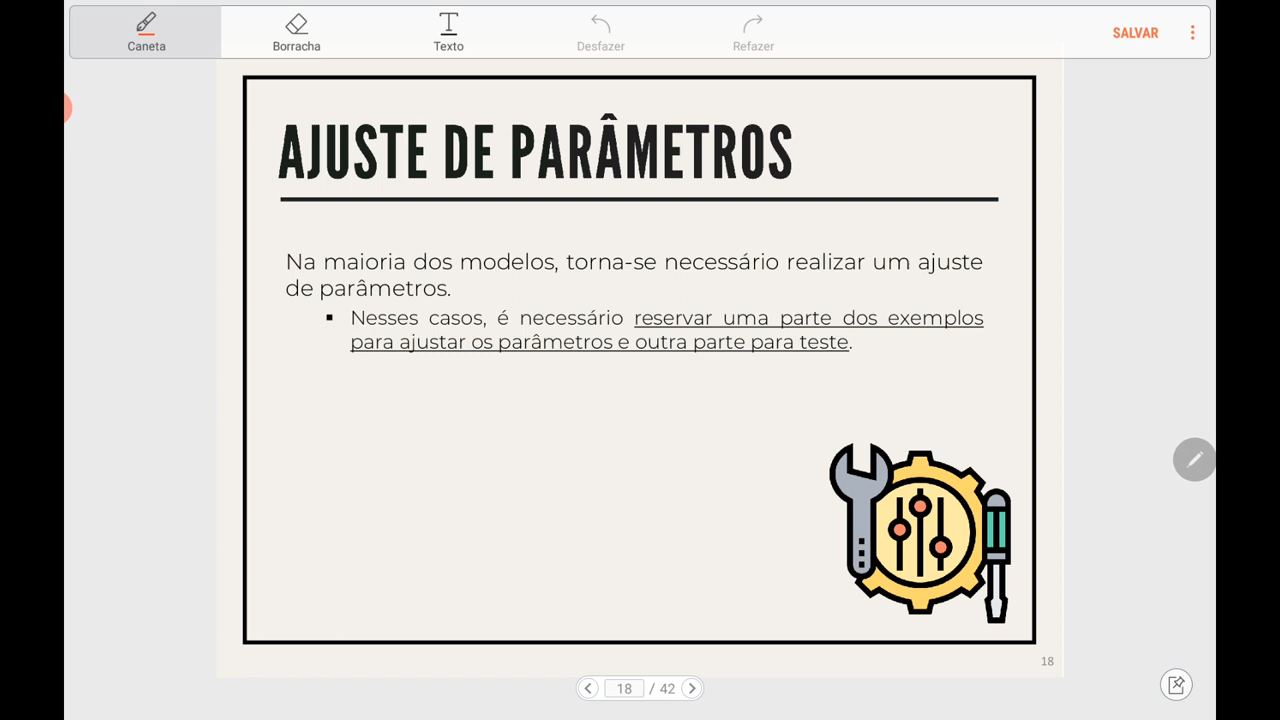 Caneta
Borracha
Texto
Desfazer
Refazer
SALVAR
AJUSTE DE PARÂMETROS
Na maioria dos modelos, torna-se necessário realizar um ajuste
de parâmetros.
▪ Nesses casos, é necessário reservar uma parte dos exemplos
para ajustar os parâmetros e outra parte para teste.
18
18 / 42